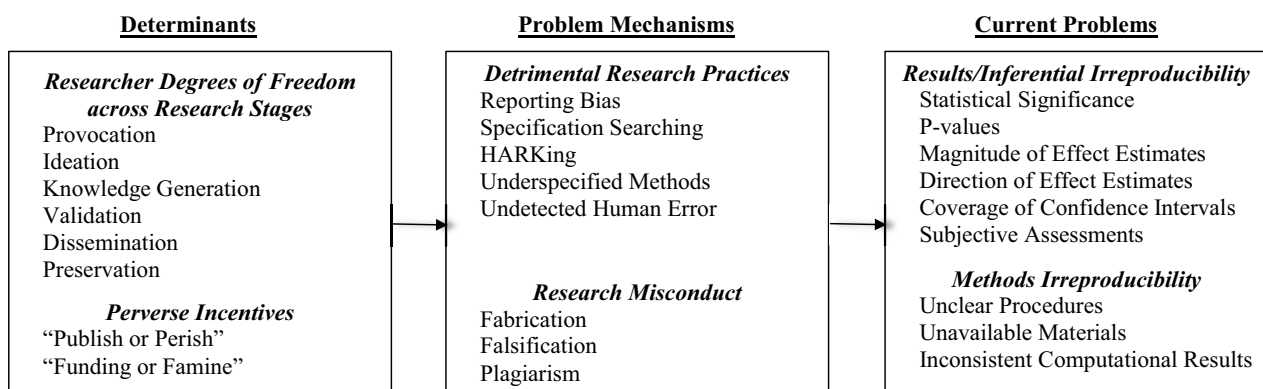 Determinants
Researcher Degrees of Freedom
across Research Stages
Provocation
Ideation
Knowledge Generation
Validation
Dissemination
Preservation
Perverse Incentives
“Publish or Perish”
“Funding or Famine”
Problem Mechanisms
Detrimental Research Practices
Reporting Bias
Specification Searching
HARKing
Underspecified Methods
Undetected Human Error
Research Misconduct
Fabrication
Falsification
Plagiarism
Current Problems
Results/Inferential Irreproducibility
Statistical Significance
P-values
Magnitude of Effect Estimates
Direction of Effect Estimates
Coverage of Confidence Intervals
Subjective Assessments
Methods Irreproducibility
Unclear Procedures
Unavailable Materials
Inconsistent Computational Results